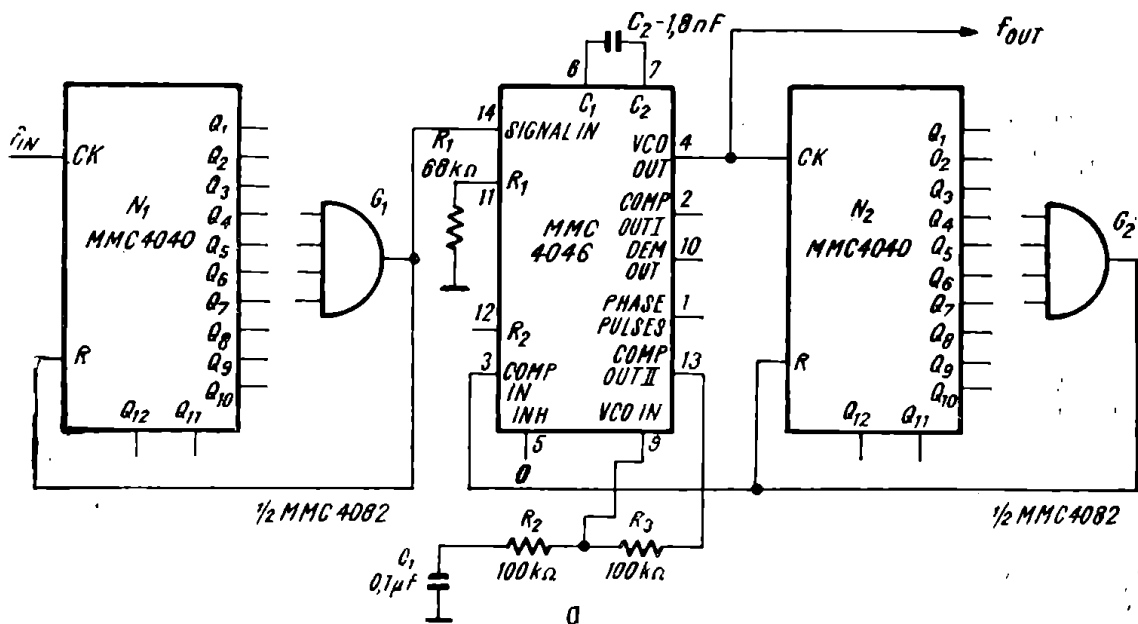 C2-1,8nF
fOUT
6
7
C1
C2
fIN
CK
Q1
Q2
Q3
Q4
Q5
Q6
Q7
Q8
Q9
Q10
Q11
Q12
R
N1
MMC4040
G1
1/2 MMC4082
R1
68kΩ
14
SIGNAL IN
11
R1
MMC
4046
12
R2
3
COMP
IN
INH
5
0
VCO
OUT
4
COMP
OUT I
2
DEM
OUT
10
PHASE
PULSES
1
COMP
OUT II
13
VCO IN
9
CK
N2
MMC4040
R
Q1
Q2
Q3
Q4
Q5
Q6
Q7
Q8
Q9
Q10
Q11
Q12
G2
1/2 MMC4082
R2
100kΩ
R3
100kΩ
C1
0,1µF
a